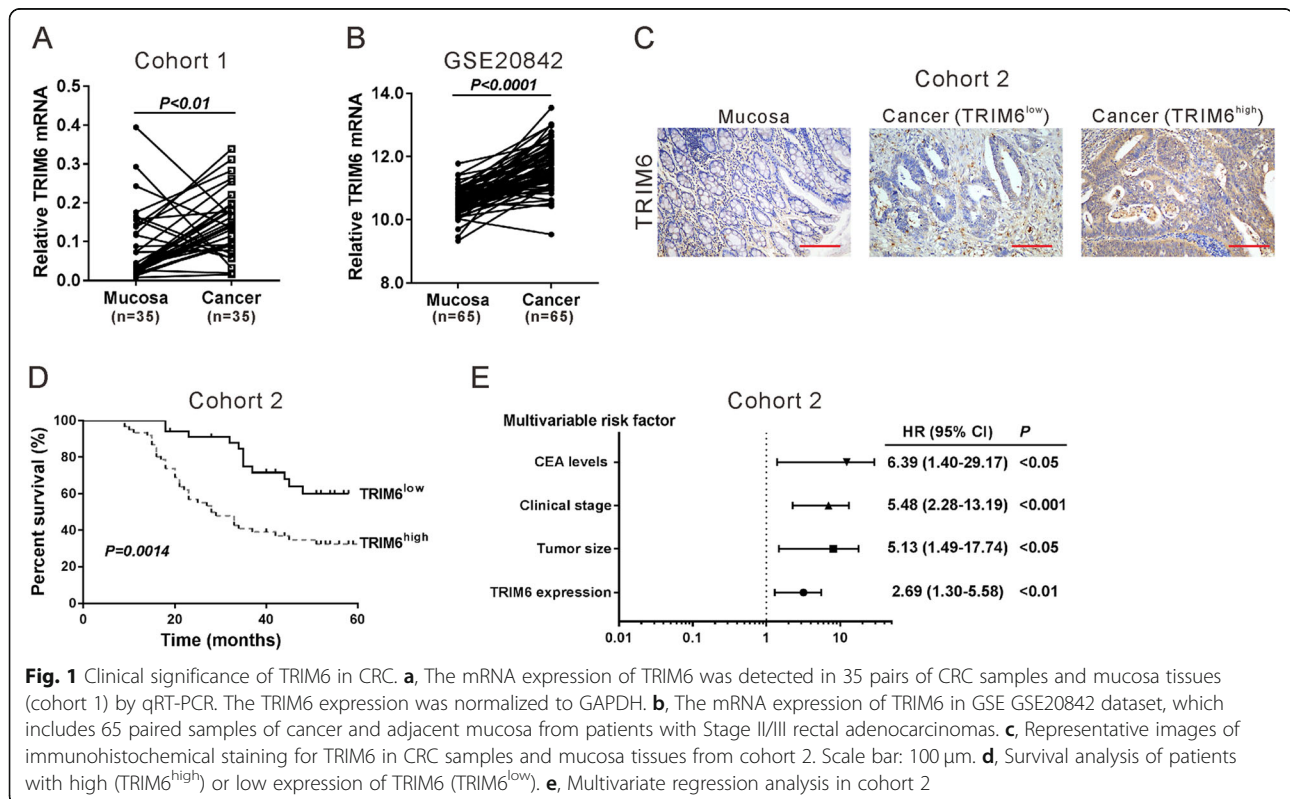 A
Cohort 1
P<0.01
Relative TRIM6 mRNA
0.5
0.4
0.3
0.2
0.1
0.0
Mucosa
(n=35)
Cancer
(n=35)
B
GSE20842
P<0.0001
Relative TRIM6 mRNA
14.0
12.0
10.0
8.0
Mucosa
(n=65)
Cancer
(n=65)
C
Cohort 2
Mucosa
Cancer (TRIM6low)
Cancer (TRIM6high)
TRIM6
D
Cohort 2
Percent survival (%)
100
80
60
40
20
0
TRIM6low
TRIM6high
P=0.0014
0 20 40 60
Time (months)
E
Cohort 2
Multivariable risk factor
HR (95% CI) P
CEA levels 6.39 (1.40-29.17) <0.05
Clinical stage 5.48 (2.28-13.19) <0.001
Tumor size 5.13 (1.49-17.74) <0.05
TRIM6 expression 2.69 (1.30-5.58) <0.01
0.01 0.1 1 10
Fig. 1 Clinical significance of TRIM6 in CRC. a, The mRNA expression of TRIM6 was detected in 35 pairs of CRC samples and mucosa tissues
(cohort 1) by qRT-PCR. The TRIM6 expression was normalized to GAPDH. b, The mRNA expression of TRIM6 in GSE GSE20842 dataset, which
includes 65 paired samples of cancer and adjacent mucosa from patients with Stage II/III rectal adenocarcinomas. c, Representative images of
immunohistochemical staining for TRIM6 in CRC samples and mucosa tissues from cohort 2. Scale bar: 100 μm. d, Survival analysis of patients
with high (TRIM6high) or low expression of TRIM6 (TRIM6low). e, Multivariate regression analysis in cohort 2